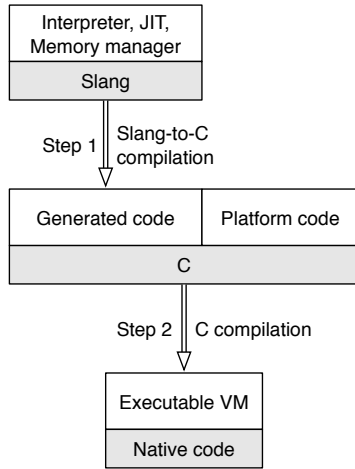 Interpreter, JIT,
Memory manager
Slang
Step 1
Slang-to-C
compilation
Generated code
Platform code
C
Step 2
C compilation
Executable VM
Native code